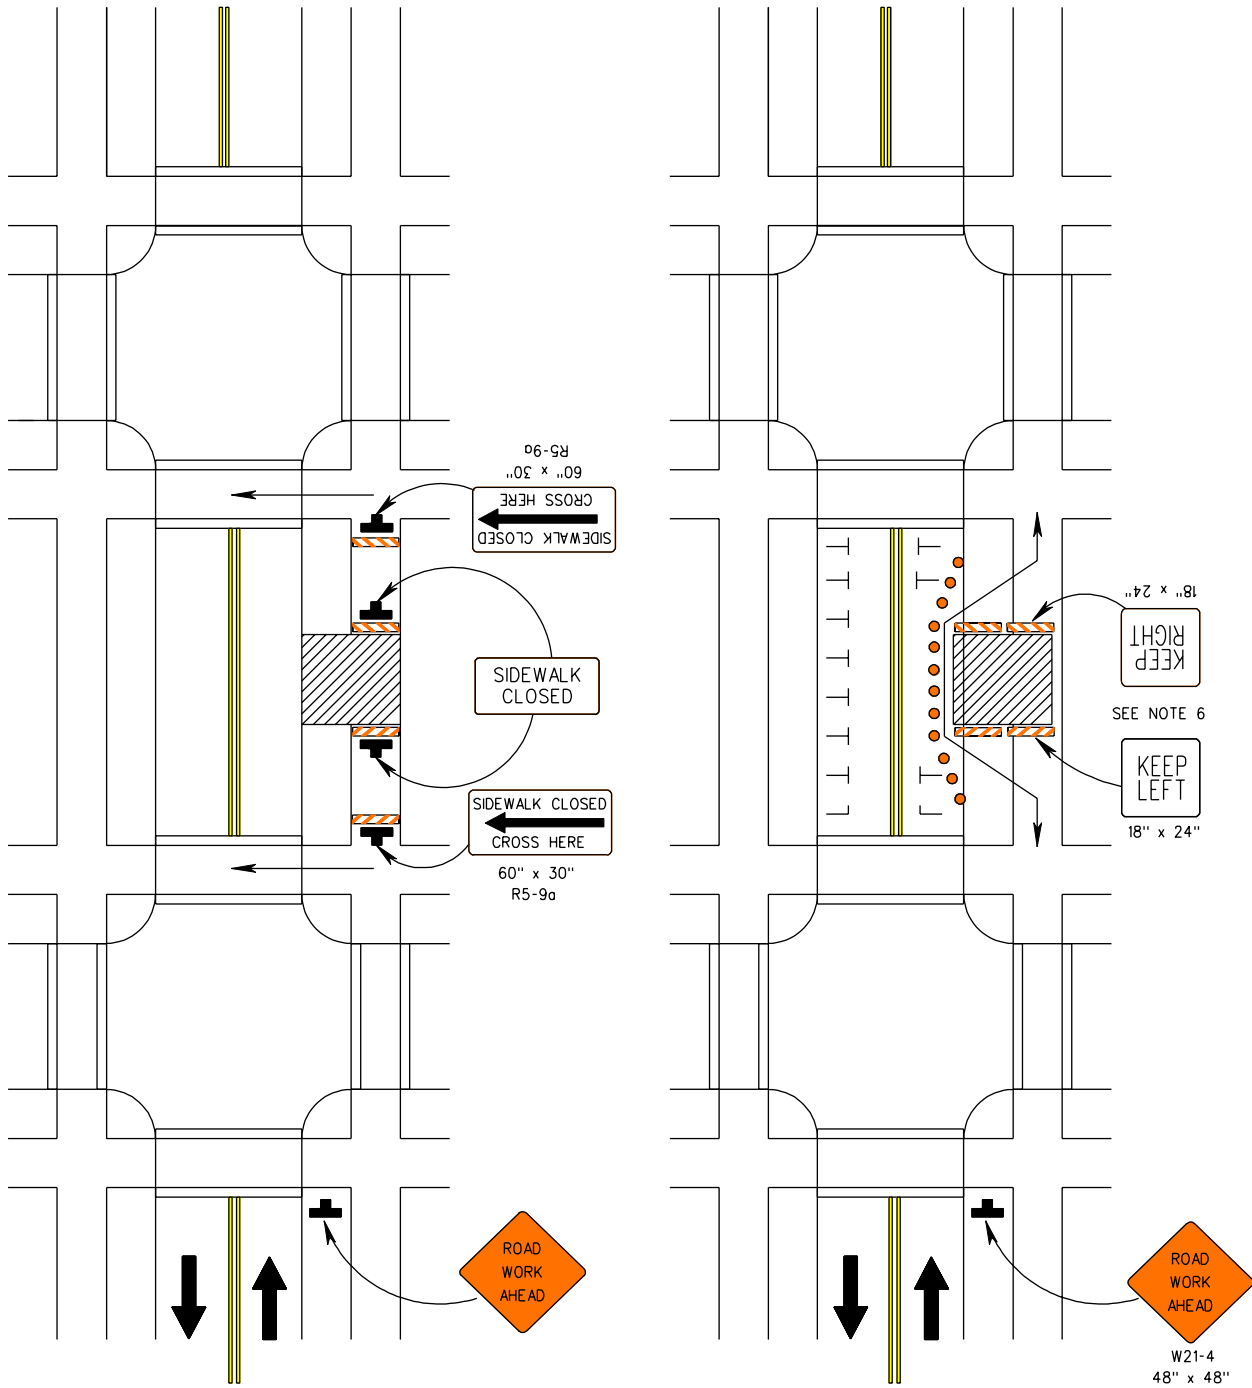 R5-9a
60" x 30"
CROSS HERE
SIDEWALK CLOSED
SIDEWALK
CLOSED
SIDEWALK CLOSED
CROSS HERE
60" x 30"
R5-9a
ROAD
WORK
AHEAD
18" x 24"
KEEP
RIGHT
SEE NOTE 6
KEEP
LEFT
18" x 24"
ROAD
WORK
AHEAD
W21-4
48" x 48"